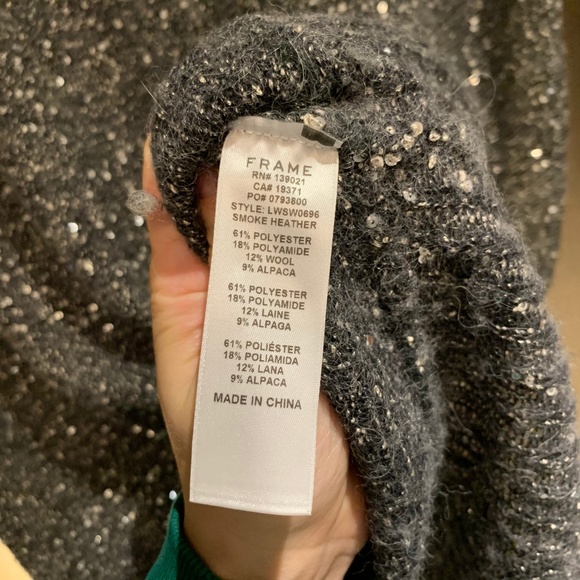 FRAME
RN# 139021
CA# 19371
PO# 0793800
STYLE: LWSW0696
SMOKE HEATHER
61% POLYESTER
18% POLYAMIDE
12% WOOL
9% ALPACA
61% POLYESTER
18% POLYAMIDE
12% LAINE
9% ALPAGA
61% POLIÉSTER
18% POLIAMIDA
12% LANA
9% ALPACA
MADE IN CHINA